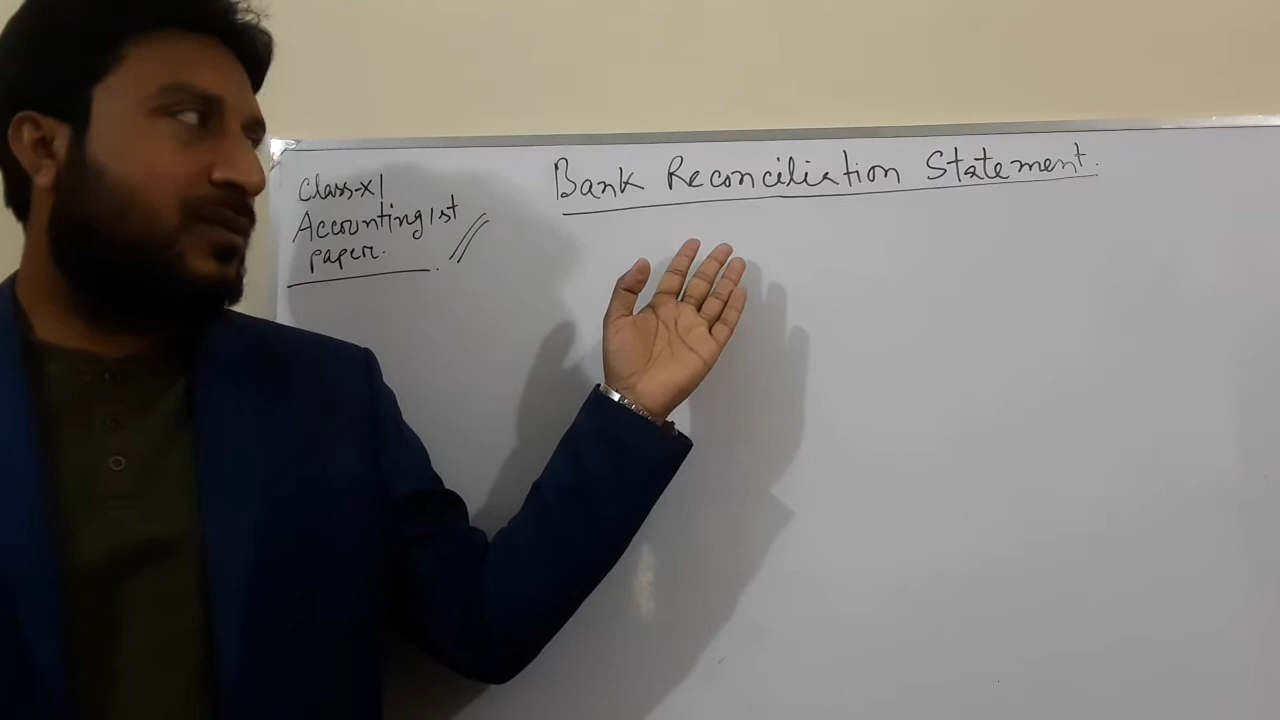 Class-XI
Accounting 1st
paper.
Bank Reconciliation Statement.